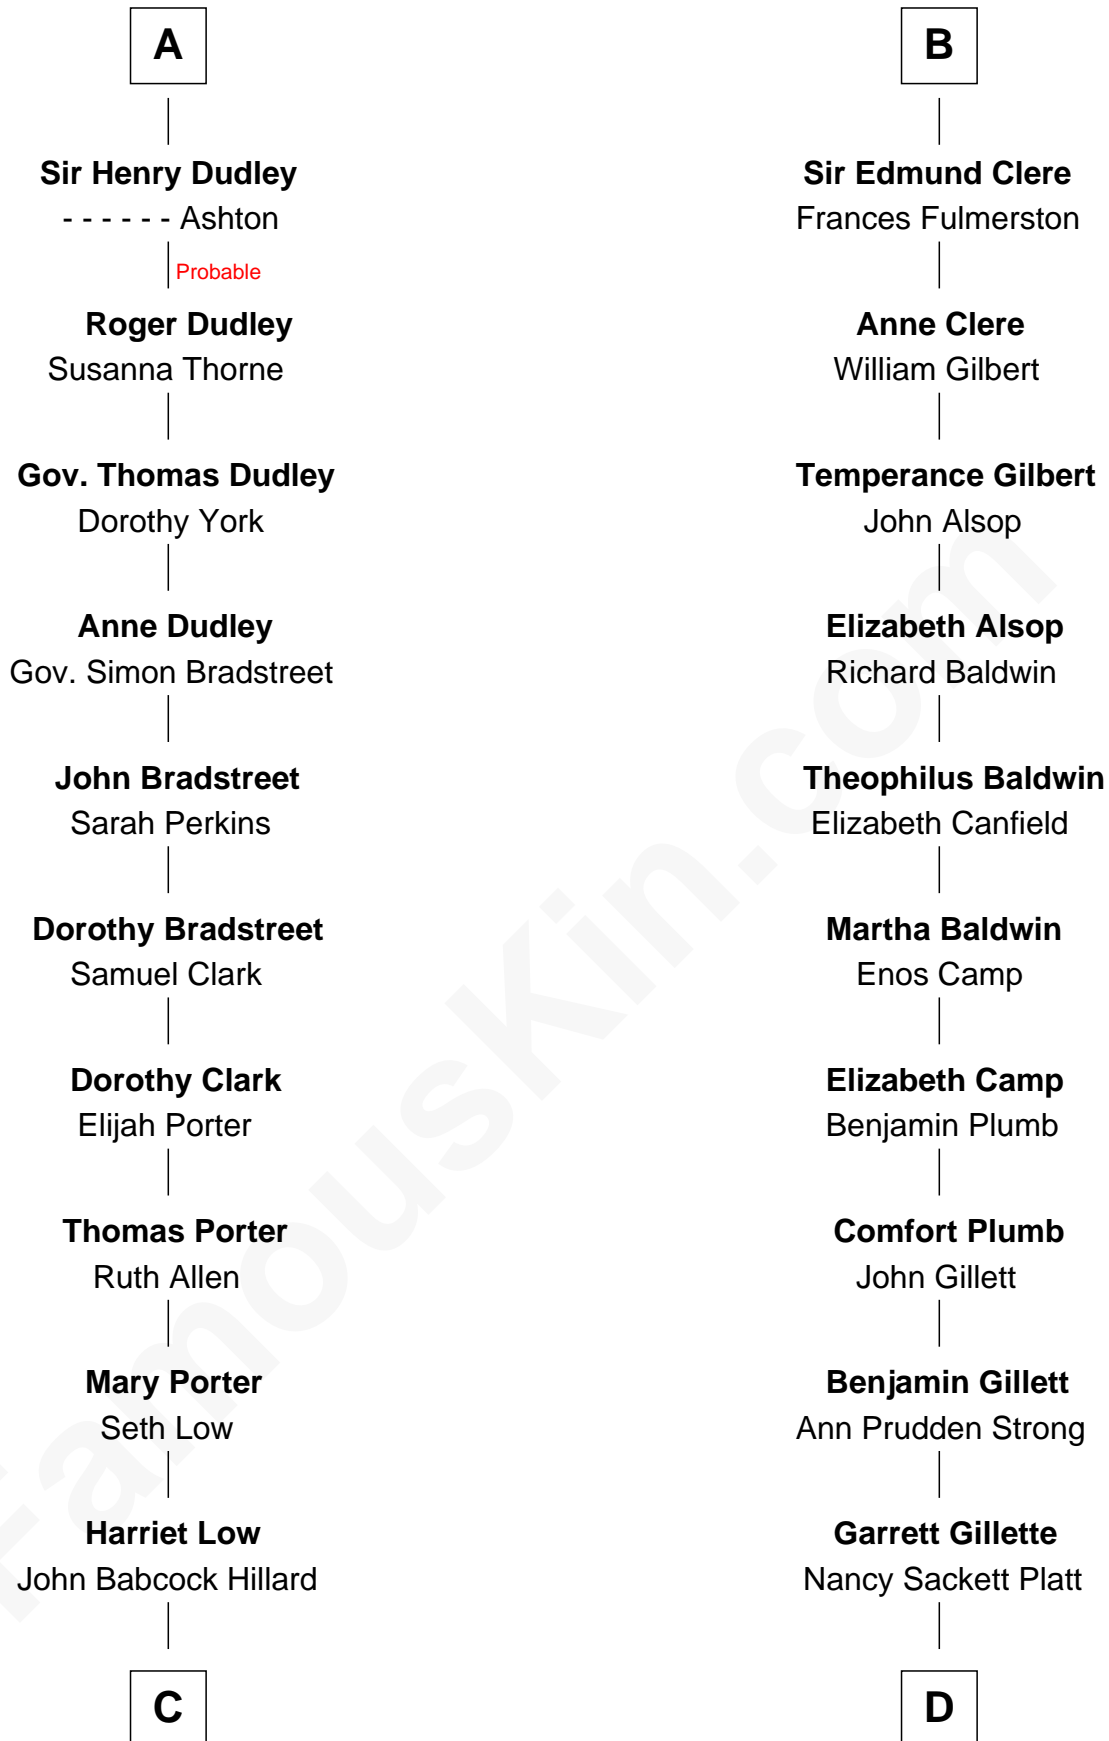 A
Sir Henry Dudley
- - - - - - Ashton
Probable
Roger Dudley
Susanna Thorne
Gov. Thomas Dudley
Dorothy York
Anne Dudley
Gov. Simon Bradstreet
John Bradstreet
Sarah Perkins
Dorothy Bradstreet
Samuel Clark
Dorothy Clark
Elijah Porter
Thomas Porter
Ruth Allen
Mary Porter
Seth Low
Harriet Low
John Babcock Hillard
C
B
Sir Edmund Clere
Frances Fulmerston
Anne Clere
William Gilbert
Temperance Gilbert
John Alsop
Elizabeth Alsop
Richard Baldwin
Theophilus Baldwin
Elizabeth Canfield
Martha Baldwin
Enos Camp
Elizabeth Camp
Benjamin Plumb
Comfort Plumb
John Gillett
Benjamin Gillett
Ann Prudden Strong
Garrett Gillette
Nancy Sackett Platt
D
FamousKin.com